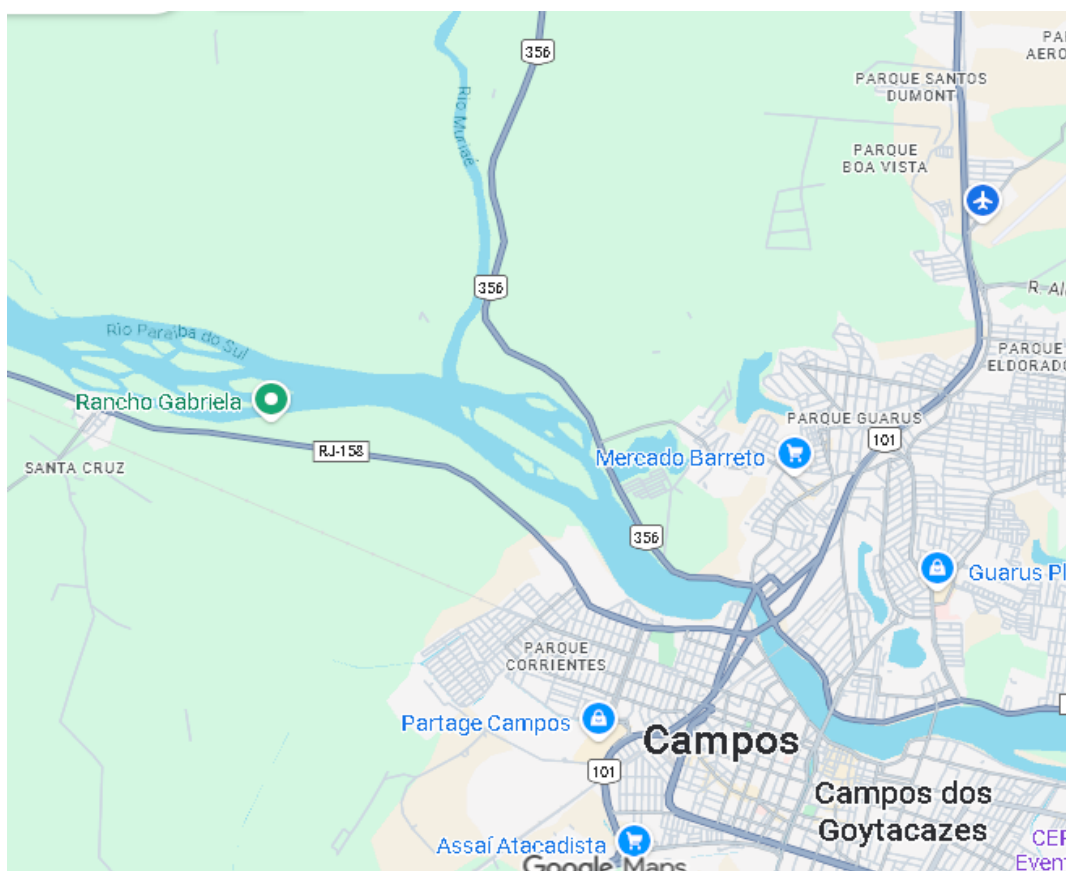 356
PARQUE SANTOS
DUMONT
Rio Muriaé
PARQUE
BOA VISTA
356
R.
Rio Paraíba do Sul
PARQUE
ELDORADO
Rancho Gabriela
PARQUE GUARUS
101
RJ-158
Mercado Barreto
SANTA CRUZ
356
Guarus
PARQUE
CORRIENTES
Partage Campos
Campos
101
Campos dos
Goytacazes
Assaí Atacadista
Google Maps